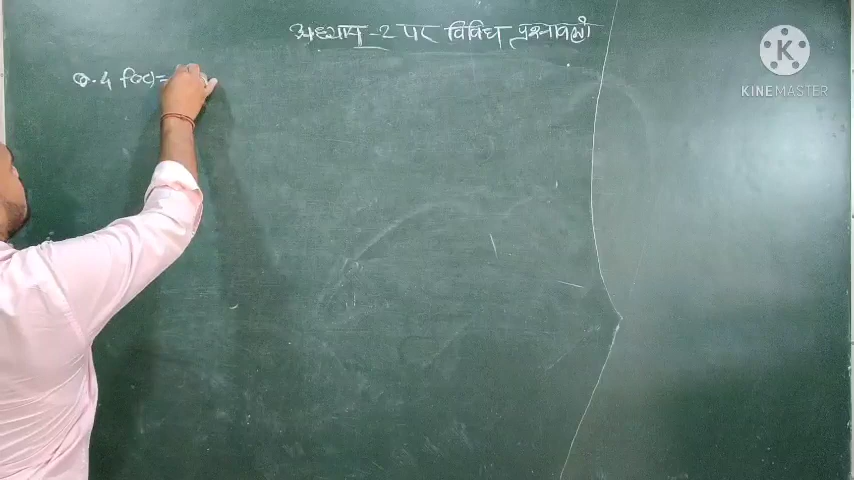 अध्याय -2 पर विविध प्रश्नावली
Q.4 f(x)=
KINEMASTER